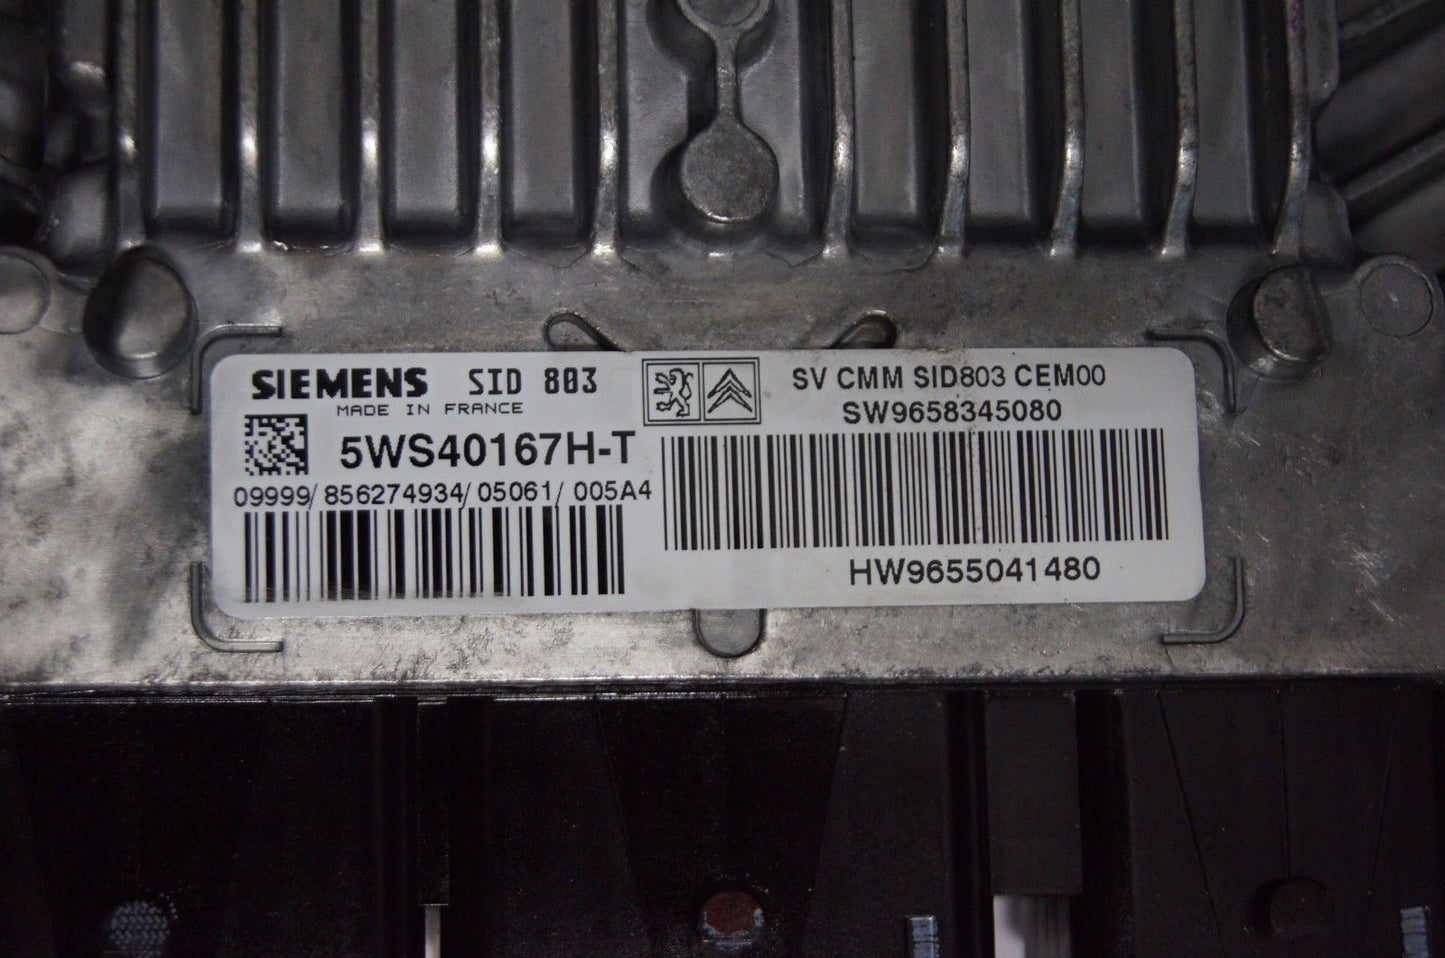 SIEMENS SID 803
MADE IN FRANCE
5WS40167H-T
09999/856274934/05061/005A4
SV CMM SID803 CEM00
SW9658345080
HW9655041480